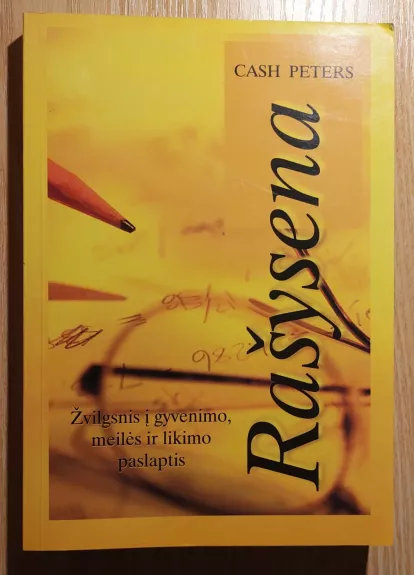 CASH PETERS
Rašysena
Žvilgsnis į gyvenimo,
meilės ir likimo
paslaptis